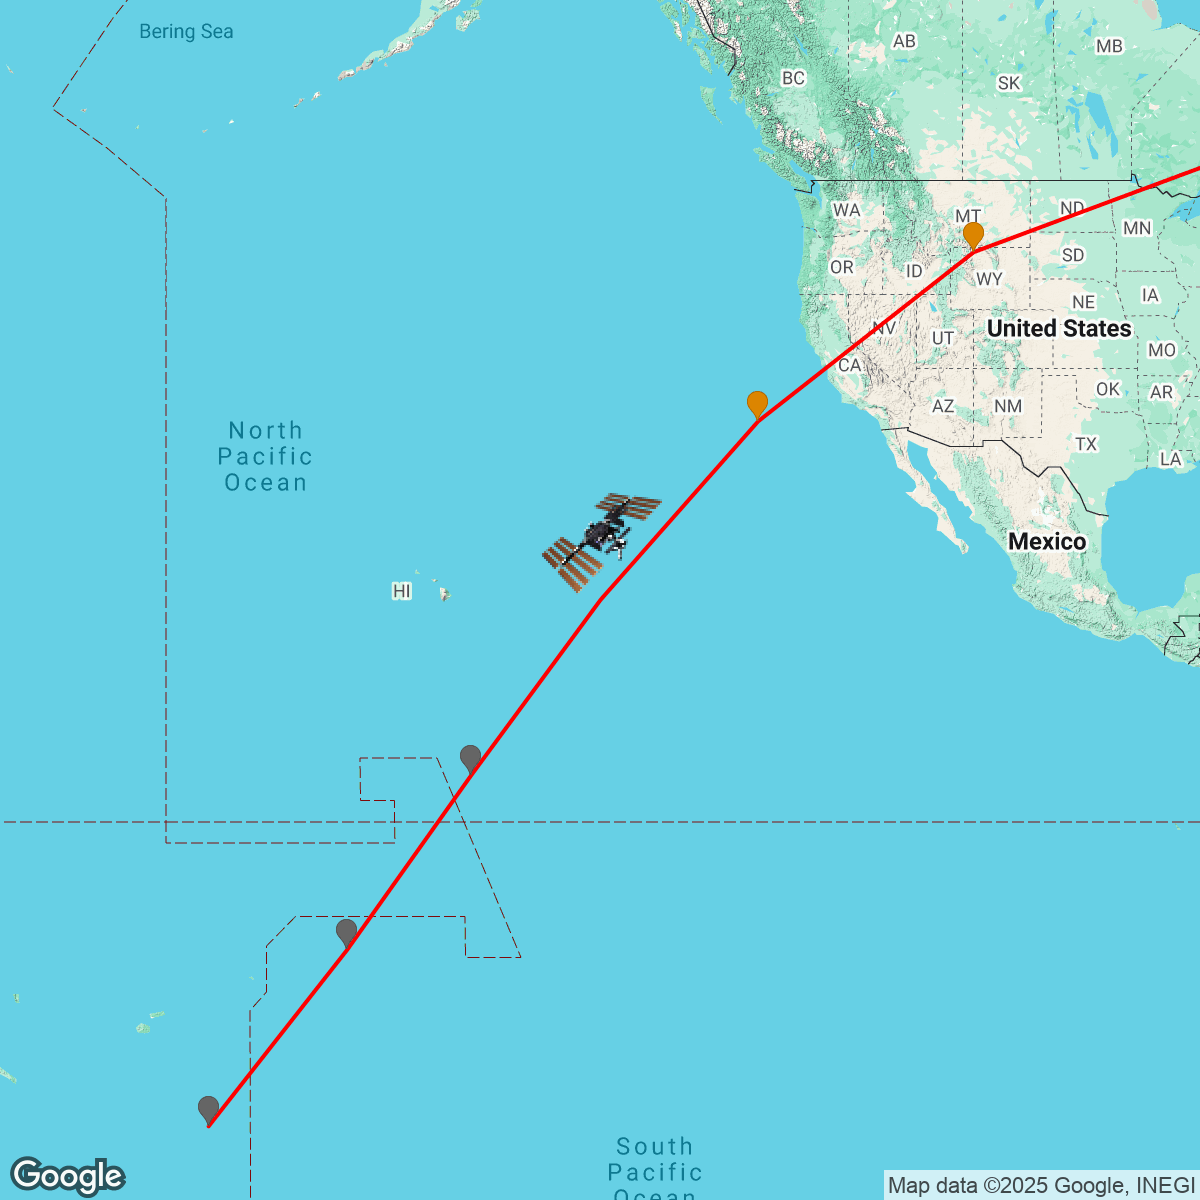 Bering Sea
AB
MB
BC
SK
WA
MT
ND
MN
OR
ID
SD
WY
IA
NE
NV
United States
UT
MO
CA
OK
AR
AZ
NM
TX
LA
North
Pacific
Ocean
Mexico
HI
South
Pacific
Ocean
Google
Map data ©2025 Google, INEGI